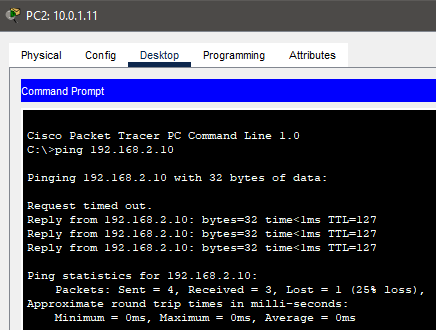 PC2: 10.0.1.11
Physical Config Desktop Programming Attributes
Command Prompt
Cisco Packet Tracer PC Command Line 1.0
C:\>ping 192.168.2.10
Pinging 192.168.2.10 with 32 bytes of data:
Request timed out.
Reply from 192.168.2.10: bytes=32 time<1ms TTL=127
Reply from 192.168.2.10: bytes=32 time<1ms TTL=127
Reply from 192.168.2.10: bytes=32 time<1ms TTL=127
Ping statistics for 192.168.2.10:
Packets: Sent = 4, Received = 3, Lost = 1 (25% loss),
Approximate round trip times in milli-seconds:
Minimum = 0ms, Maximum = 0ms, Average = 0ms